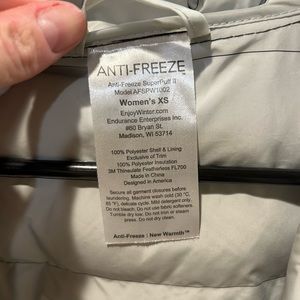 ANTI-FREEZE
Anti-Freeze SuperPuff II
Model AFSPW1002
Women's XS
EnjoyWinter.com
Endurance Enterprises Inc.
#60 Bryan St.
Madison, WI 53714
100% Polyester Shell & Lining
Exclusive of Trim
100% Polyester Insulation
3M Thinsulate Featherless FL700
Made in China
Designed in America
Secure all garment closures before
laundering. Machine wash cold (30 °C,
85 °F), delicate cycle. Mild detergent only.
Do not bleach. Do not use fabric softeners.
Tumble dry low. Do not iron or steam
press. Do not dry clean.
Anti-Freeze | New Warmth™